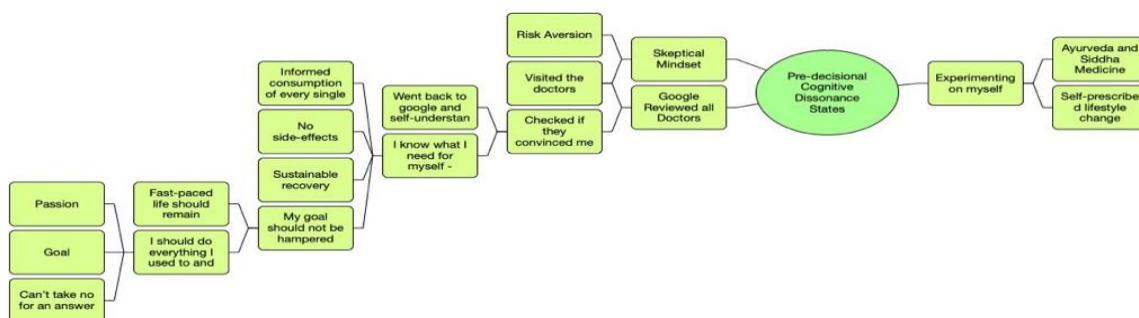 Risk Aversion
Skeptical
Mindset
Visited the
doctors
Google
Reviewed all
Doctors
Checked if
they
convinced me
Pre-decisional
Cognitive
Dissonance
States
Experimenting
on myself
Ayurveda and
Siddha
Medicine
Self-prescribe
d lifestyle
change
Informed
consumption
of every single
No
side-effects
Sustainable
recovery
My goal
should not be
hampered
Went back to
google and
self-understan
I know what I
need for
myself -
Fast-paced
life should
remain
I should do
everything I
used to and
Passion
Goal
Can't take no
for an answer